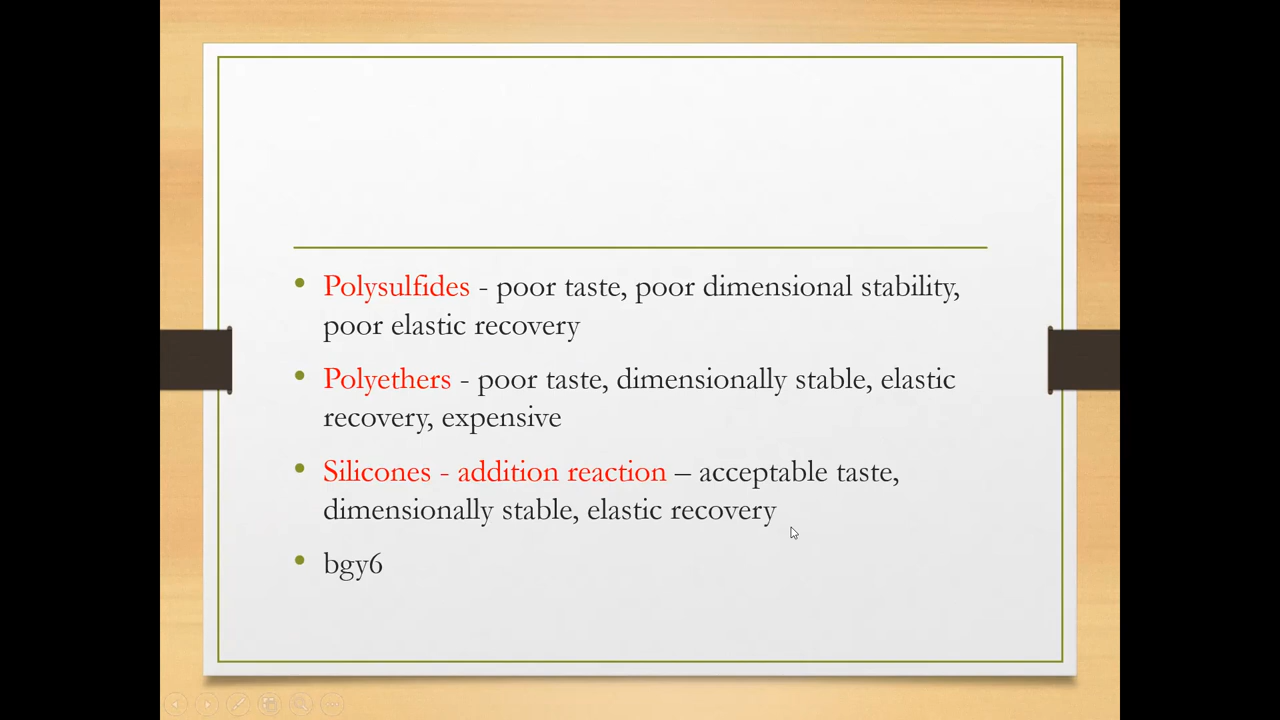 • Polysulfides - poor taste, poor dimensional stability,
poor elastic recovery
• Polyethers - poor taste, dimensionally stable, elastic
recovery, expensive
• Silicones - addition reaction – acceptable taste,
dimensionally stable, elastic recovery
• bgy6